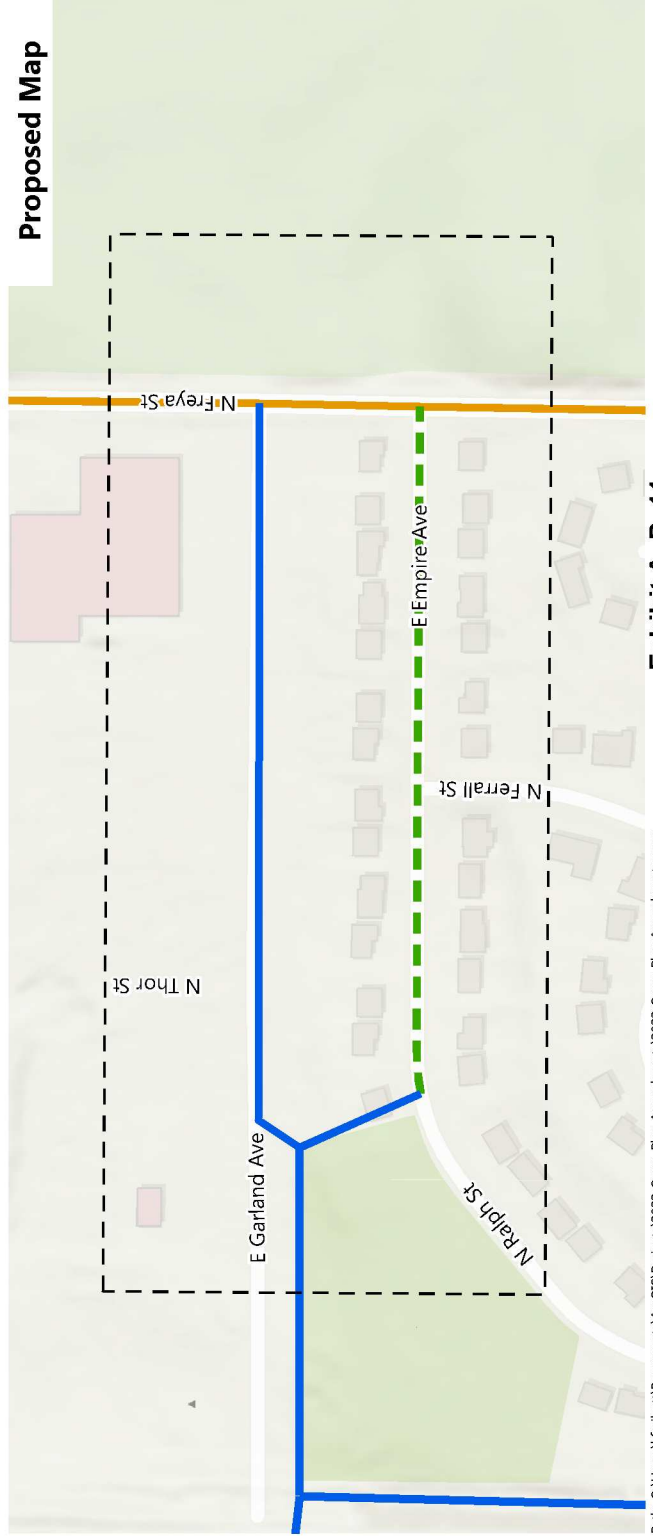 Proposed Map
N Freya St
E Empire Ave
N Ferrall St
N Thor St
E Garland Ave
N Ralph St